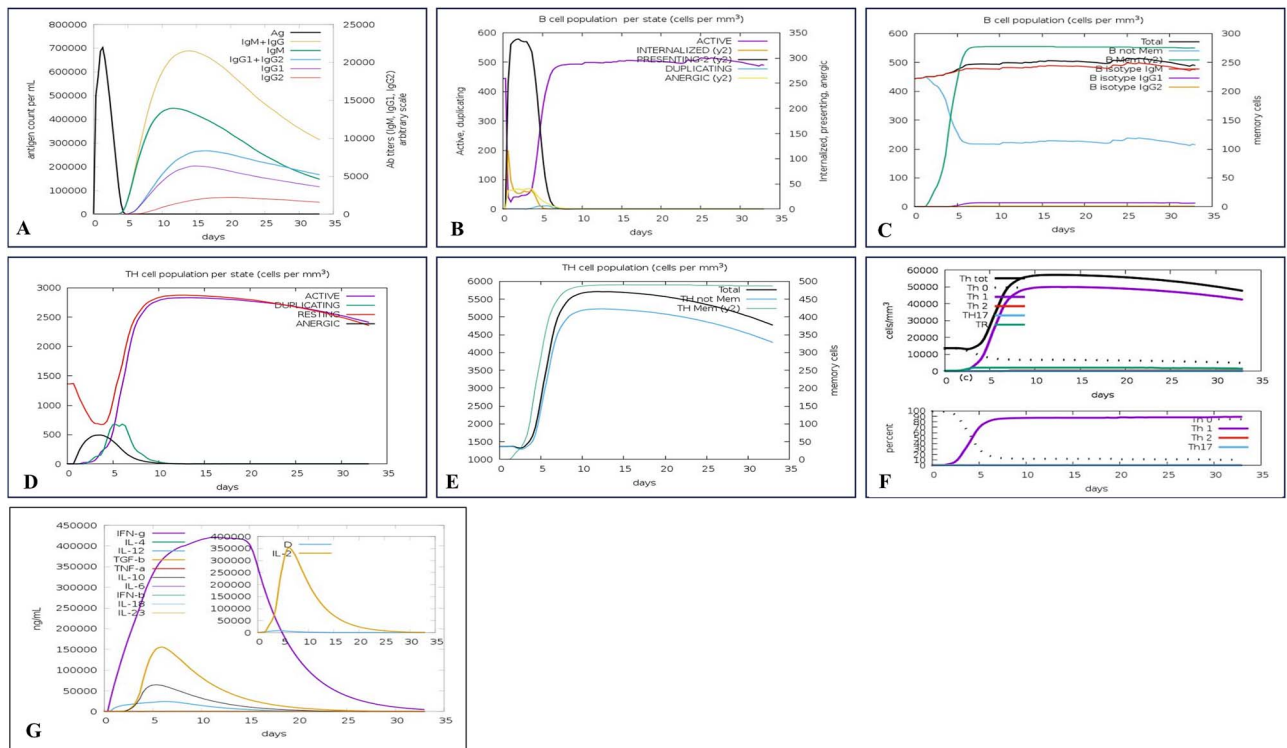 800000
700000
600000
500000
400000
300000
200000
100000
0
antigen count per mL
Ag
IgM+IgG
IgM
IgG1+IgG2
IgG1
IgG2
25000
20000
15000
10000
5000
0
Ab titers (IgM, IgG1, IgG2)
arbitrary scale
0 5 10 15 20 25 30 35
days
A
B cell population per state (cells per mm³)
600
500
400
300
200
100
0
Active, duplicating
ACTIVE
INTERNALIZED (y2)
PRESENTING 2 (y2)
DUPLICATING
ANERGIC (y2)
350
300
250
200
150
100
50
0
Internalized, presenting, anergic
0 5 10 15 20 25 30 35
days
B
B cell population (cells per mm³)
600
500
400
300
200
100
0
Total
B not Mem
B Mem (y2)
B isotype IgM
B isotype IgG1
B isotype IgG2
300
250
200
150
100
50
0
memory cells
0 5 10 15 20 25 30 35
days
C
TH cell population per state (cells per mm³)
3000
2500
2000
1500
1000
500
0
ACTIVE
DUPLICATING
RESTING
ANERGIC
0 5 10 15 20 25 30 35
days
D
TH cell population (cells per mm³)
6000
5500
5000
4500
4000
3500
3000
2500
2000
1500
1000
Total
TH not Mem
TH Mem (y2)
500
400
300
200
100
50
0
memory cells
0 5 10 15 20 25 30 35
days
E
60000
50000
40000
30000
20000
10000
0
cells/mm³
Th tot
Th 0
Th 1
Th 2
TH17
TR
(c)
0 5 10 15 20 25 30 35
days
100
90
80
70
60
50
40
30
20
10
0
percent
Th 0
Th 1
Th 2
Th17
0 5 10 15 20 25 30 35
days
F
450000
400000
350000
300000
250000
200000
150000
100000
50000
0
ng/mL
IFN-g
IL-4
IL-12
TGF-b
TNF-a
IL-10
IL-6
IFN-b
IL-18
IL-23
400000
350000
300000
250000
200000
150000
100000
50000
0
D
IL-2
0 5 10 15 20 25 30 35
0 5 10 15 20 25 30 35
days
G